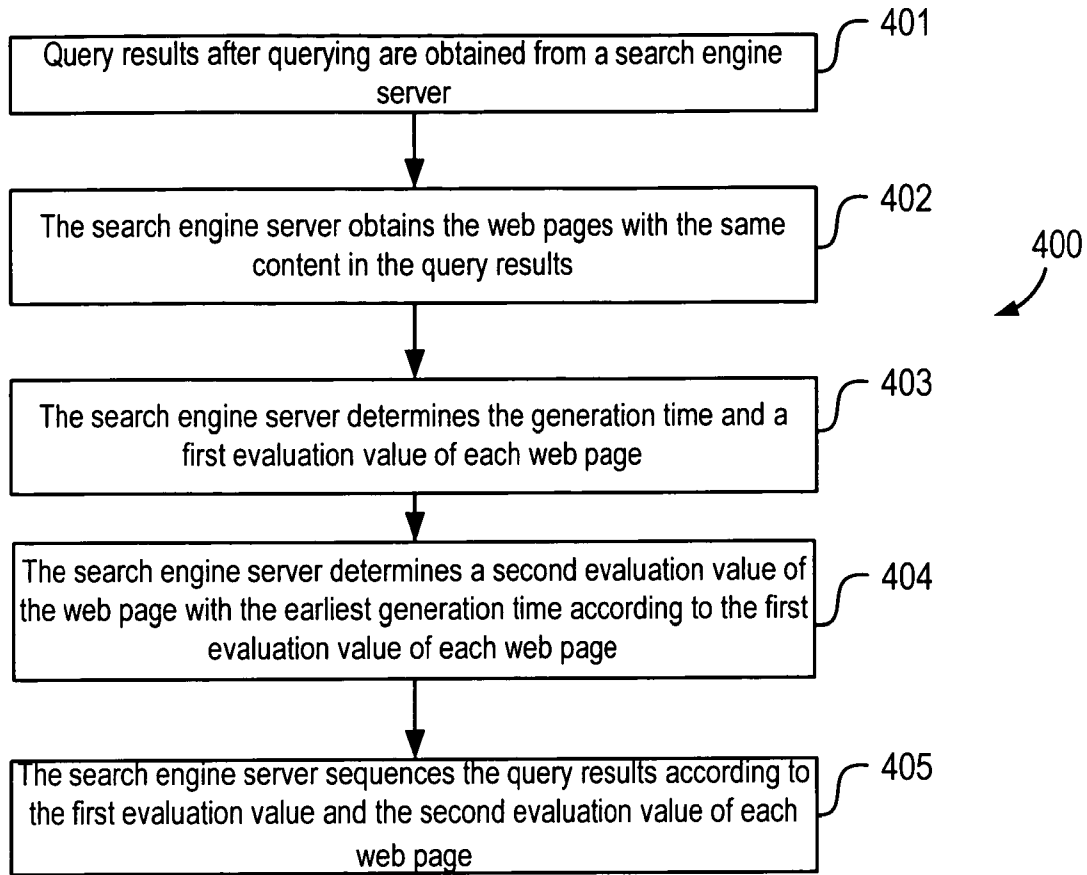 401
Query results after querying are obtained from a search engine
server
402
The search engine server obtains the web pages with the same
content in the query results
400
403
The search engine server determines the generation time and a
first evaluation value of each web page
404
The search engine server determines a second evaluation value of
the web page with the earliest generation time according to the first
evaluation value of each web page
405
The search engine server sequences the query results according to
the first evaluation value and the second evaluation value of each
web page